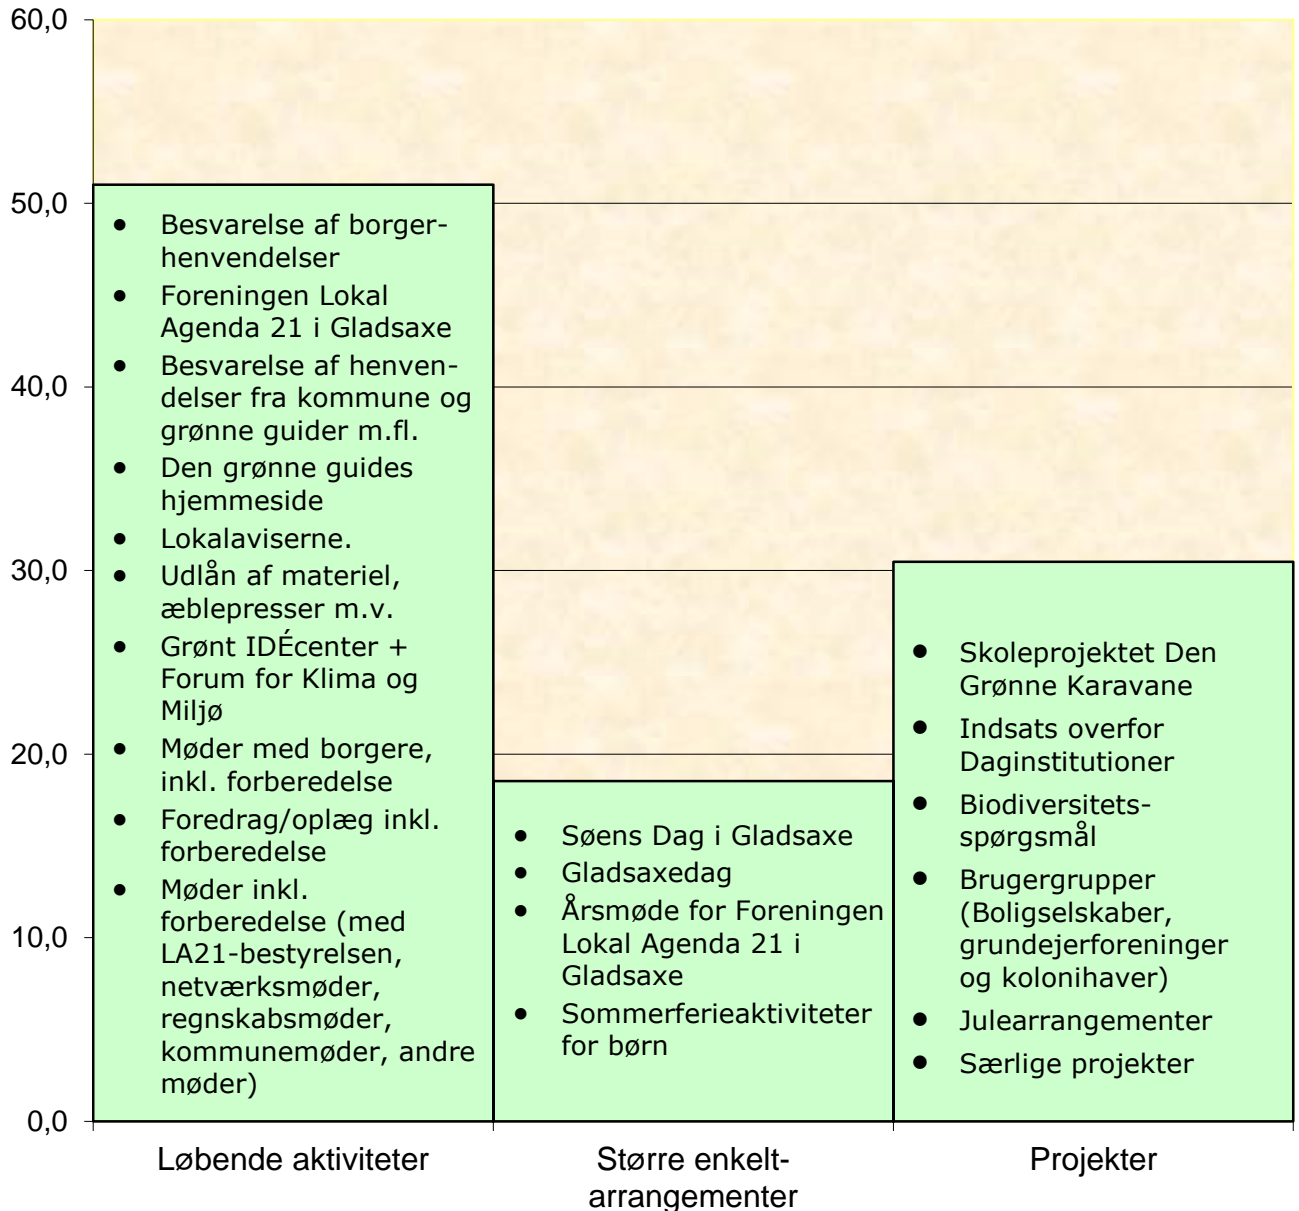 60,0
50,0
40,0
30,0
20,0
10,0
0,0
• Besvarelse af borger-
henvendelser
• Foreningen Lokal
Agenda 21 i Gladsaxe
• Besvarelse af henven-
delser fra kommune og
grønne guider m.fl.
• Den grønne guides
hjemmeside
• Lokalaviserne.
• Udlån af materiel,
æblepresser m.v.
• Grønt IDÉcenter +
Forum for Klima og
Miljø
• Møder med borgere,
inkl. forberedelse
• Foredrag/oplæg inkl.
forberedelse
• Møder inkl.
forberedelse (med
LA21-bestyrelsen,
netværksmøder,
regnskabsmøder,
kommunemøder, andre
møder)
• Søens Dag i Gladsaxe
• Gladsaxedag
• Årsmøde for Foreningen
Lokal Agenda 21 i
Gladsaxe
• Sommerferieaktiviteter
for børn
• Skoleprojektet Den
Grønne Karavane
• Indsats overfor
Daginstitutioner
• Biodiversitets-
spørgsmål
• Brugergrupper
(Boligselskaber,
grundejerforeninger
og kolonihaver)
• Julearrangementer
• Særlige projekter
Løbende aktiviteter
Større enkelt-
arrangementer
Projekter